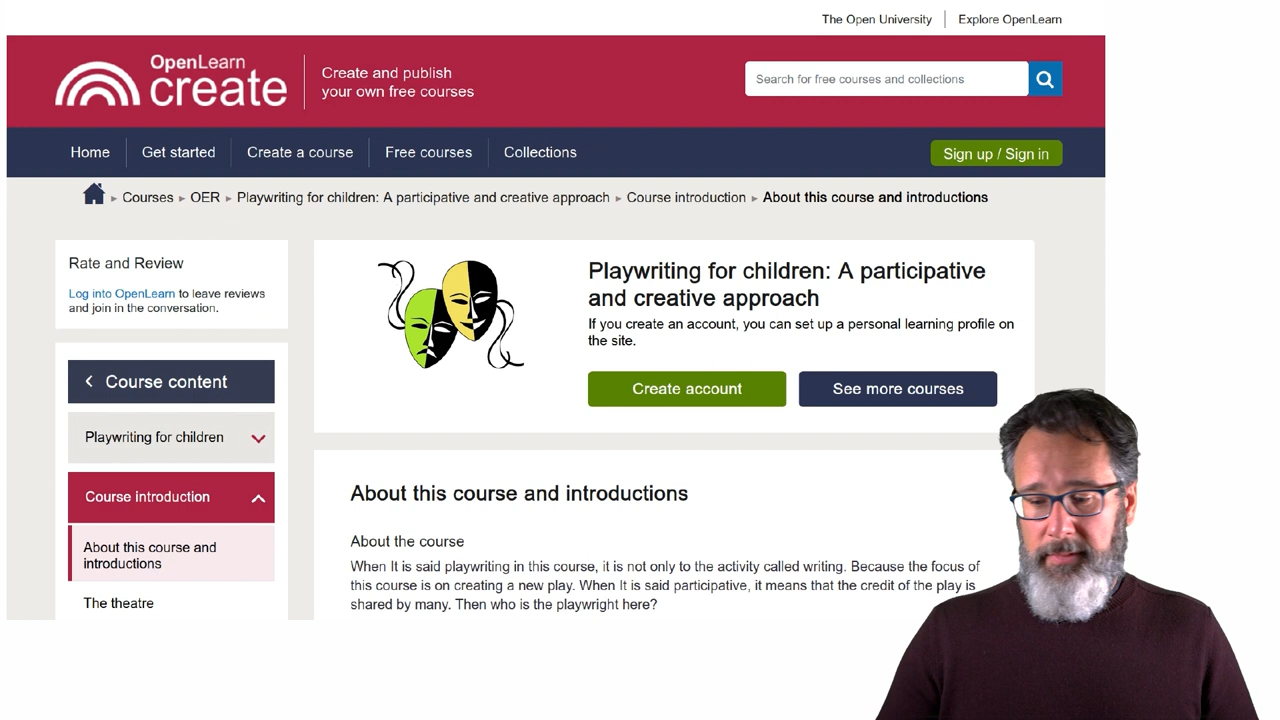 The Open University
Explore OpenLearn
OpenLearn
create
Create and publish
your own free courses
Search for free courses and collections
Home
Get started
Create a course
Free courses
Collections
Sign up / Sign in
Courses ▸ OER ▸ Playwriting for children: A participative and creative approach ▸ Course introduction ▸ About this course and introductions
Rate and Review
Log into OpenLearn to leave reviews
and join in the conversation.
Course content
Playwriting for children
Course introduction
About this course and
introductions
The theatre
Playwriting for children: A participative
and creative approach
If you create an account, you can set up a personal learning profile on
the site.
Create account
See more courses
About this course and introductions
About the course
When It is said playwriting in this course, it is not only to the activity called writing. Because the focus of
this course is on creating a new play. When It is said participative, it means that the credit of the play is
shared by many. Then who is the playwright here?